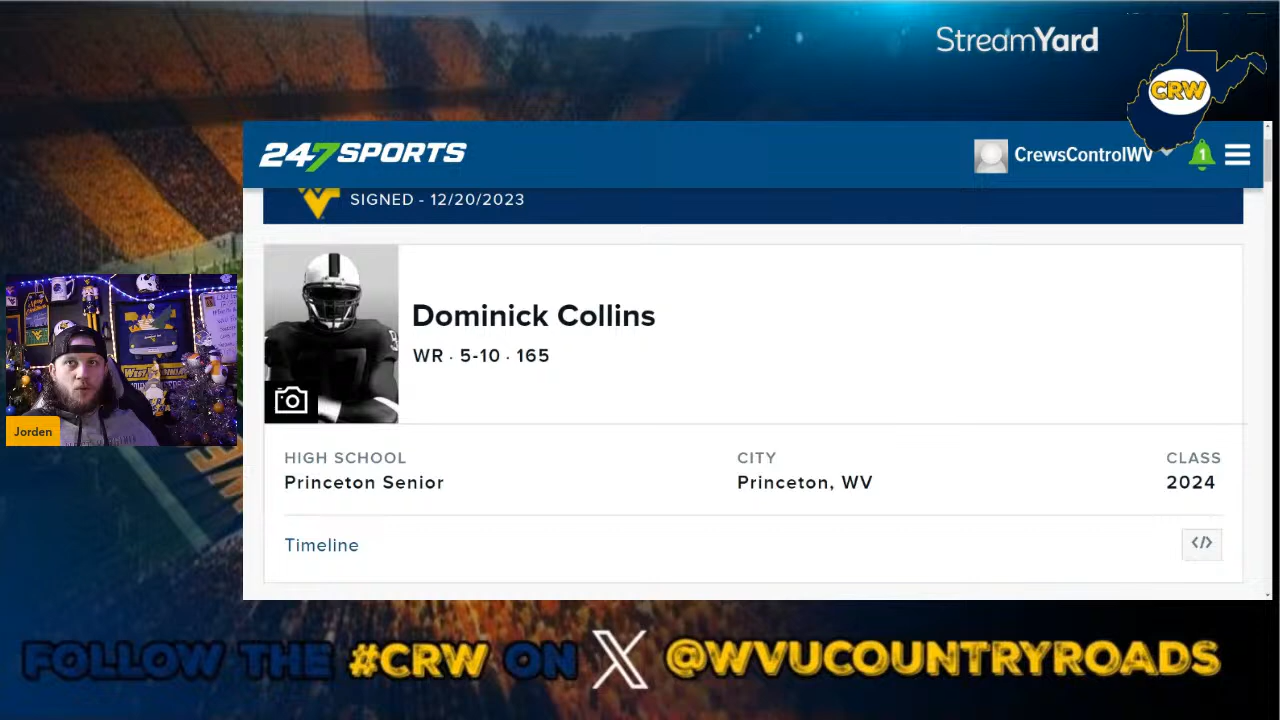 StreamYard
CRW
247SPORTS
CrewsControlWV
1
SIGNED - 12/20/2023
Dominick Collins
WR · 5-10 · 165
HIGH SCHOOL
Princeton Senior
CITY
Princeton, WV
CLASS
2024
Timeline
</>
Jorden
FOLLOW THE #CRW ON X @WVUCOUNTRYROADS